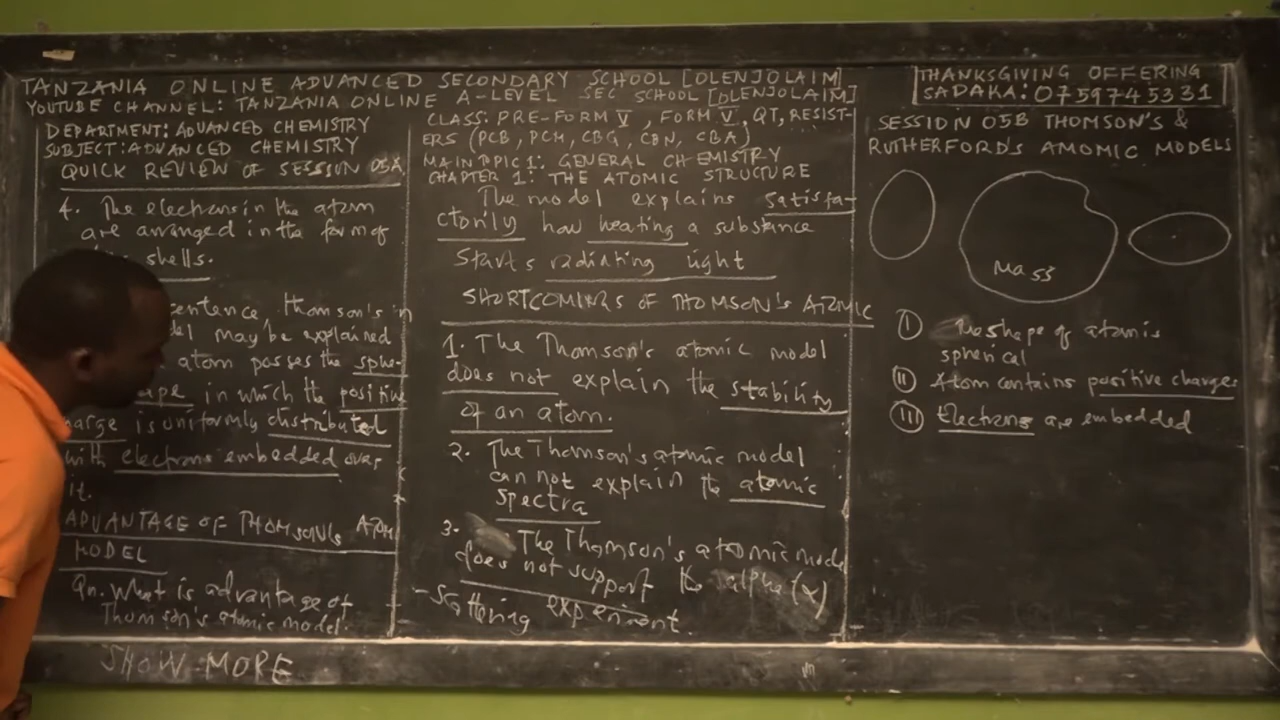 TANZANIA ONLINE ADVANCED SECONDARY SCHOOL [OLENJOLAIM]
YOUTUBE CHANNEL: TANZANIA ONLINE A-LEVEL SEC SCHOOL [OLENJOLAIM]
DEPARTMENT: ADVANCED CHEMISTRY
SUBJECT: ADVANCED CHEMISTRY
QUICK REVIEW OF SESSION 05A
4. The electrons in the atom
are arranged in the form of
shells.
sentence, Thomson's
may be explained
atom posses the sphe-
in which the positive
is uniformly distributed
with electrons embedded over
it.
ADVANTAGE OF THOMSON'S ATOM
MODEL
Qn. What is advantage of
Thomson's atomic model.
SHOW MORE
CLASS: PRE-FORM V, FORM V, QT, RESIST-
ERS (PCB, PCM, CBG, CBN, CBA)
MAIN TOPIC 1: GENERAL CHEMISTRY
CHAPTER 1: THE ATOMIC STRUCTURE
The model explains satisfa-
ctorily how heating a substance
starts radiating light
SHORTCOMINGS OF THOMSON'S ATOMIC
1. The Thomson's atomic model
does not explain the stability
of an atom.
2. The Thomson's atomic model
can not explain the atomic
spectra
3. The Thomson's atomic model
does not support the alpha (α)
-Scattering experiment.
THANKSGIVING OFFERING
SADAKA: 0759745331
SESSION 05B THOMSON'S &
RUTHERFORD'S AMOMIC MODELS
Mass
(I) The shape of atom is
spherical
(II) Atom contains positive charges
(III) Electrons are embedded